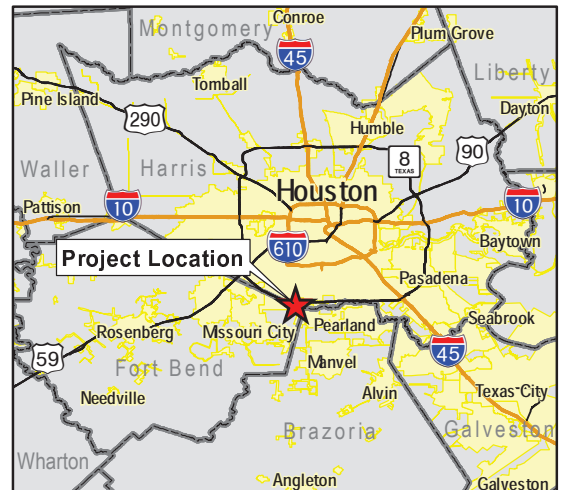 Conroe
Montgomery
45
Plum Grove
Liberty
Tomball
Pine Island
Dayton
290
Humble
90
8
TEXAS
Waller
Harris
Houston
Pattison
10
10
610
Baytown
Project Location
Pasadena
Seabrook
Rosenberg
Missouri City
Pearland
59
45
Fort Bend
Manvel
Needville
Alvin
Texas City
Brazoria
Galveston
Wharton
Angleton
Galveston